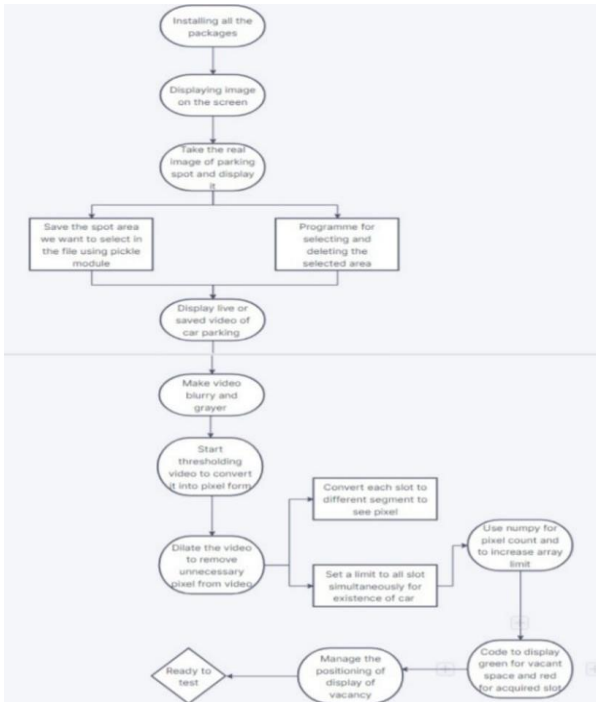 Installing all the
packages
Displaying image
on the screen
Take the real
image of parking
spot and display
it
Save the spot area
we want to select in
the file using pickle
module
Programme for
selecting and
deleting the
selected area
Display live or
saved video of
car parking
Make video
blurry and
grayer
Start
thresholding
video to convert
it into pixel form
Convert each slot to
different segment to
see pixel
Dilate the video
to remove
unnecessary
pixel from video
Set a limit to all slot
simultaneously for
existence of car
Use numpy for
pixel count and
to increase array
limit
Code to display
green for vacant
space and red
for acquired slot
Manage the
positioning of
display of
vacancy
Ready to
test